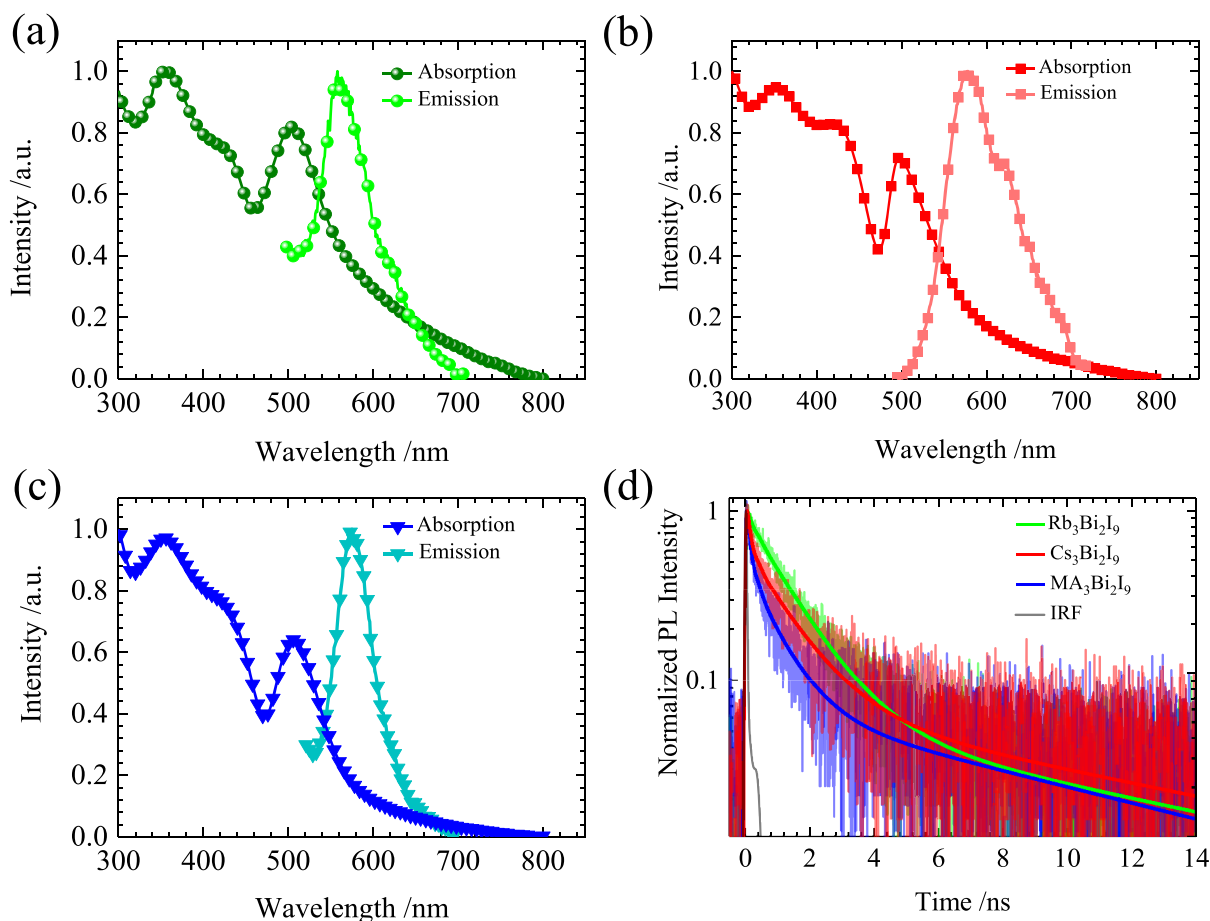 (a)
Absorption
Emission
Intensity /a.u.
1.0
0.8
0.6
0.4
0.2
0.0
300 400 500 600 700 800
Wavelength /nm
(b)
Absorption
Emission
Intensity /a.u.
1.0
0.8
0.6
0.4
0.2
0.0
300 400 500 600 700 800
Wavelength /nm
(c)
Absorption
Emission
Intensity /a.u.
1.0
0.8
0.6
0.4
0.2
0.0
300 400 500 600 700 800
Wavelength /nm
(d)
Rb₃Bi₂I₉
Cs₃Bi₂I₉
MA₃Bi₂I₉
IRF
Normalized PL Intensity
1
0.1
0 2 4 6 8 10 12 14
Time /ns